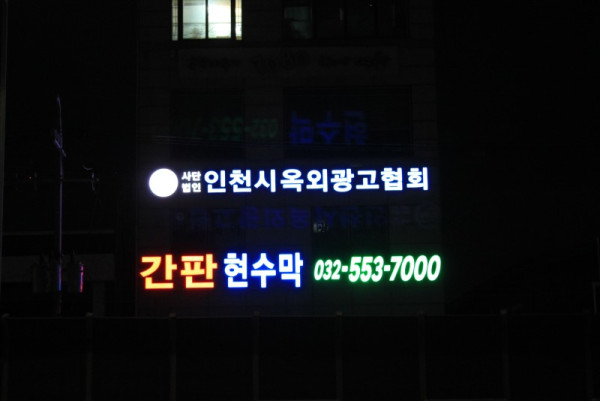 사단
법인 인천시옥외광고협회
간판 현수막 032-553-7000